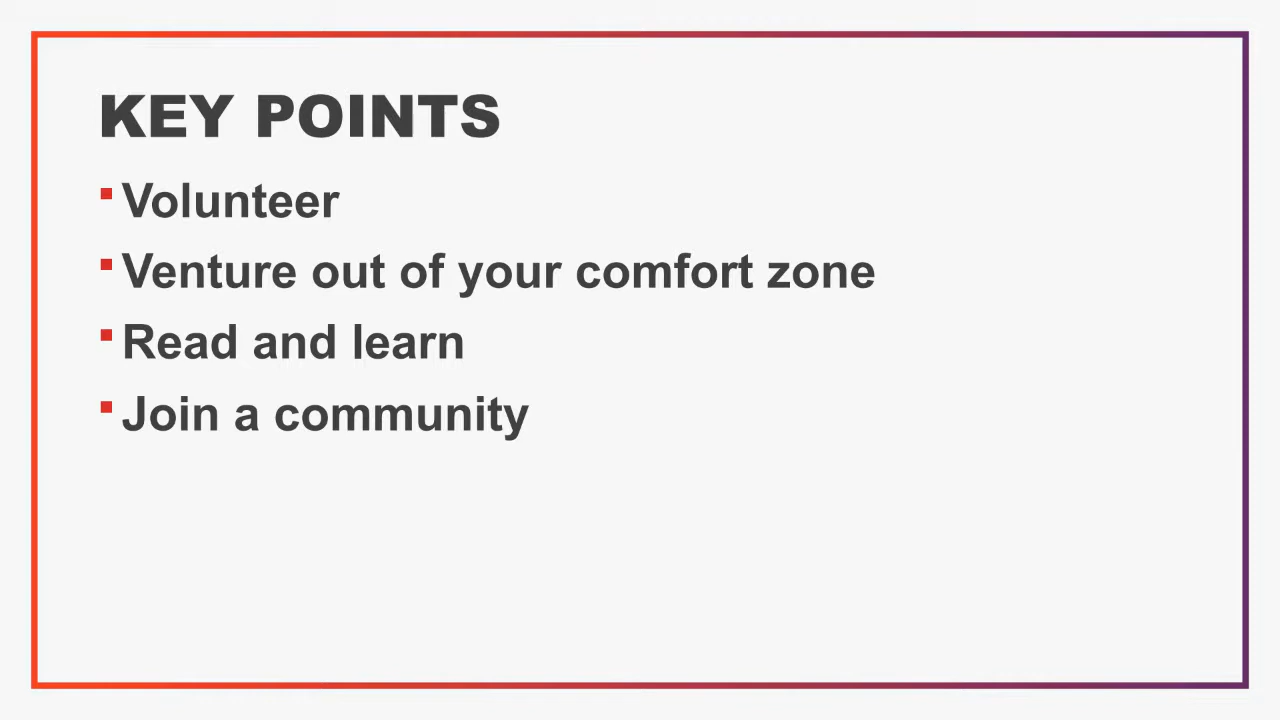 KEY POINTS
Volunteer
Venture out of your comfort zone
Read and learn
Join a community